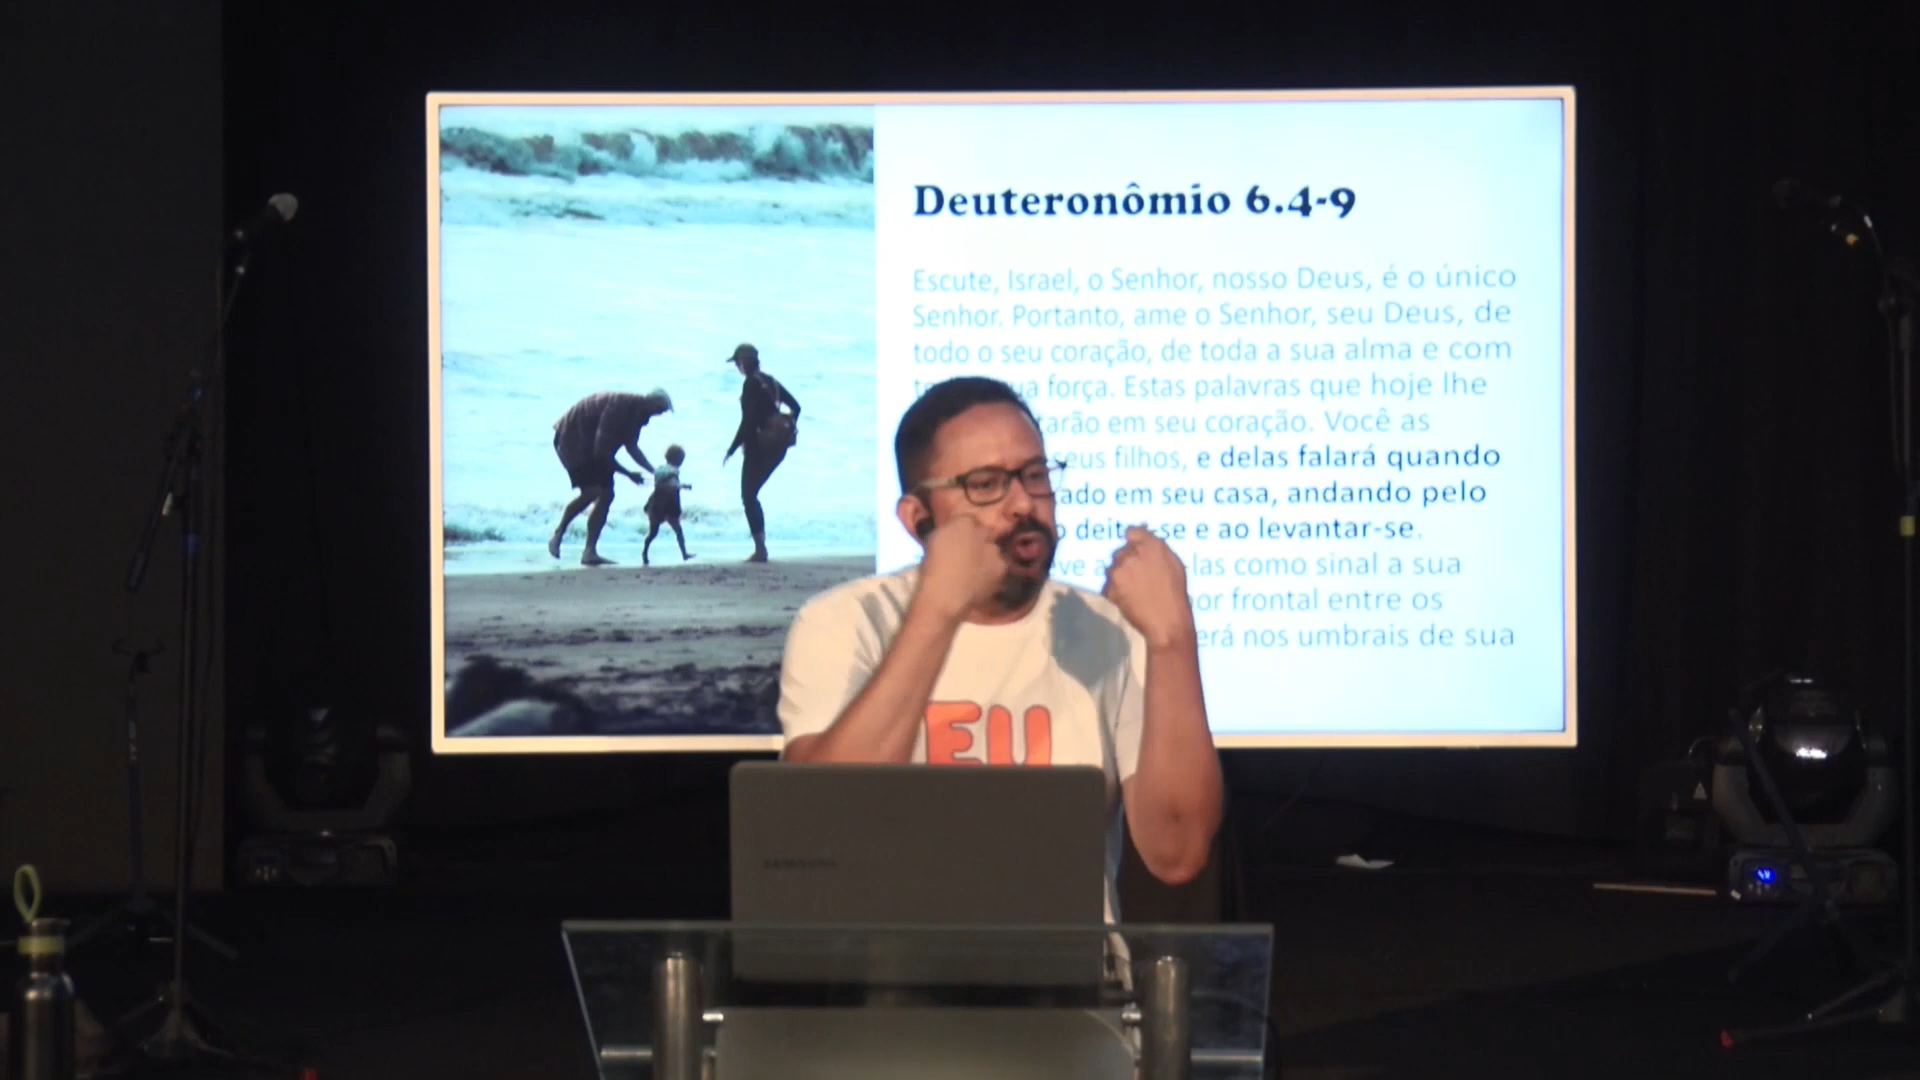 Deuteronômio 6.4-9
Escute, Israel, o Senhor, nosso Deus, é o único
Senhor. Portanto, ame o Senhor, seu Deus, de
todo o seu coração, de toda a sua alma e com
força. Estas palavras que hoje lhe
em seu coração. Você as
seus filhos, e delas falará quando
em seu casa, andando pelo
deitar-se e ao levantar-se.
como sinal a sua
frontal entre os
nos umbrais de sua
EU
SAMSUNG